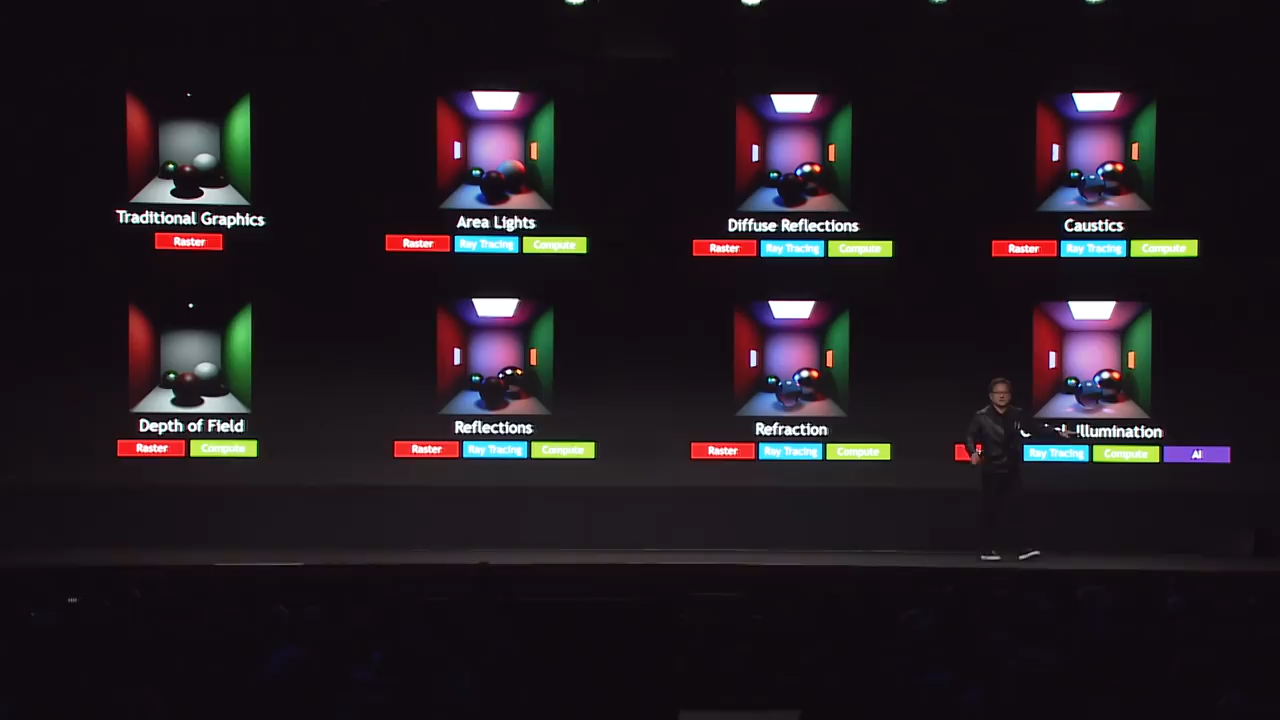 Traditional Graphics
Raster
Area Lights
Raster Ray Tracing Compute
Diffuse Reflections
Raster Ray Tracing Compute
Caustics
Raster Ray Tracing Compute
Depth of Field
Raster Compute
Reflections
Raster Ray Tracing Compute
Refraction
Raster Ray Tracing Compute
Illumination
Ray Tracing Compute AI